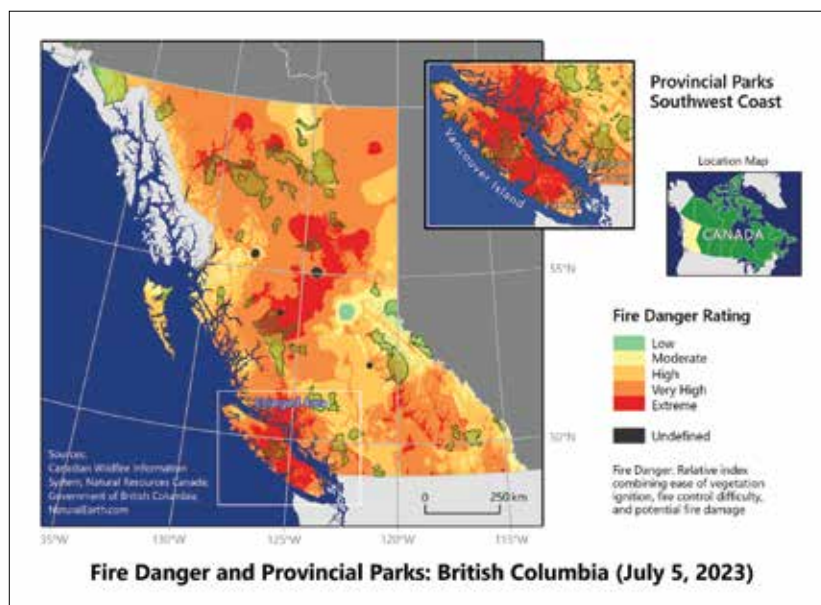 Provincial Parks
Southwest Coast
Vancouver Island
Location Map
CANADA
55°N
Fire Danger Rating
Low
Moderate
High
Very High
Extreme
Undefined
50°N
Sources:
Canadian Wildfire Information
System, Natural Resources Canada;
Government of British Columbia;
NaturalEarth.com
Fire Danger: Relative index
combining ease of vegetation
ignition, fire control difficulty,
and potential fire damage
0 250 km
35°W 130°W 125°W 120°W 115°W
Fire Danger and Provincial Parks: British Columbia (July 5, 2023)